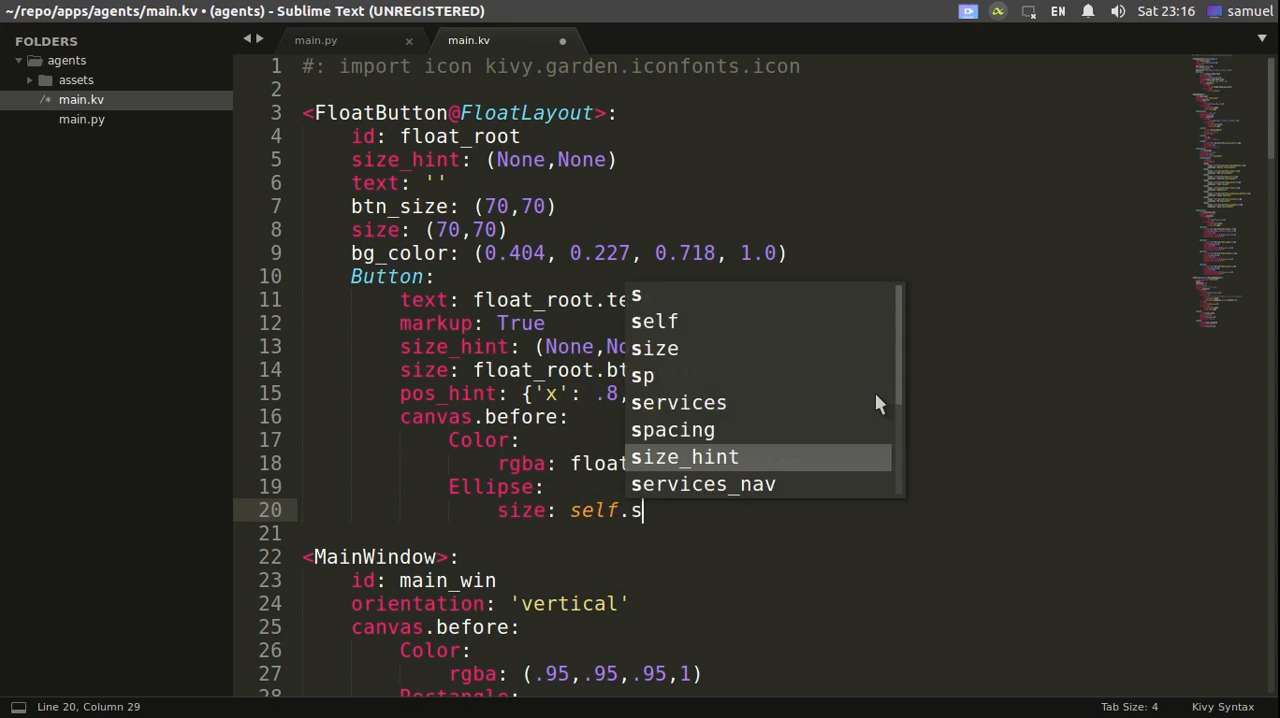 ~/repo/apps/agents/main.kv • (agents) - Sublime Text (UNREGISTERED)
EN
Sat 23:16
samuel
FOLDERS
agents
assets
/* main.kv
main.py
main.py ×
main.kv
1 #: import icon kivy.garden.iconfonts.icon
2
3 <FloatButton@FloatLayout>:
4 id: float_root
5 size_hint: (None,None)
6 text: ''
7 btn_size: (70,70)
8 size: (70,70)
9 bg_color: (0.404, 0.227, 0.718, 1.0)
10 Button:
11 text: float_root.te
12 markup: True
13 size_hint: (None,No
14 size: float_root.bt
15 pos_hint: {'x': .8,
16 canvas.before:
17 Color:
18 rgba: float
19 Ellipse:
20 size: self.s
21
22 <MainWindow>:
23 id: main_win
24 orientation: 'vertical'
25 canvas.before:
26 Color:
27 rgba: (.95,.95,.95,1)
28 Rectangle:
s
self
size
sp
services
spacing
size_hint
services_nav
Line 20, Column 29
Tab Size: 4
Kivy Syntax